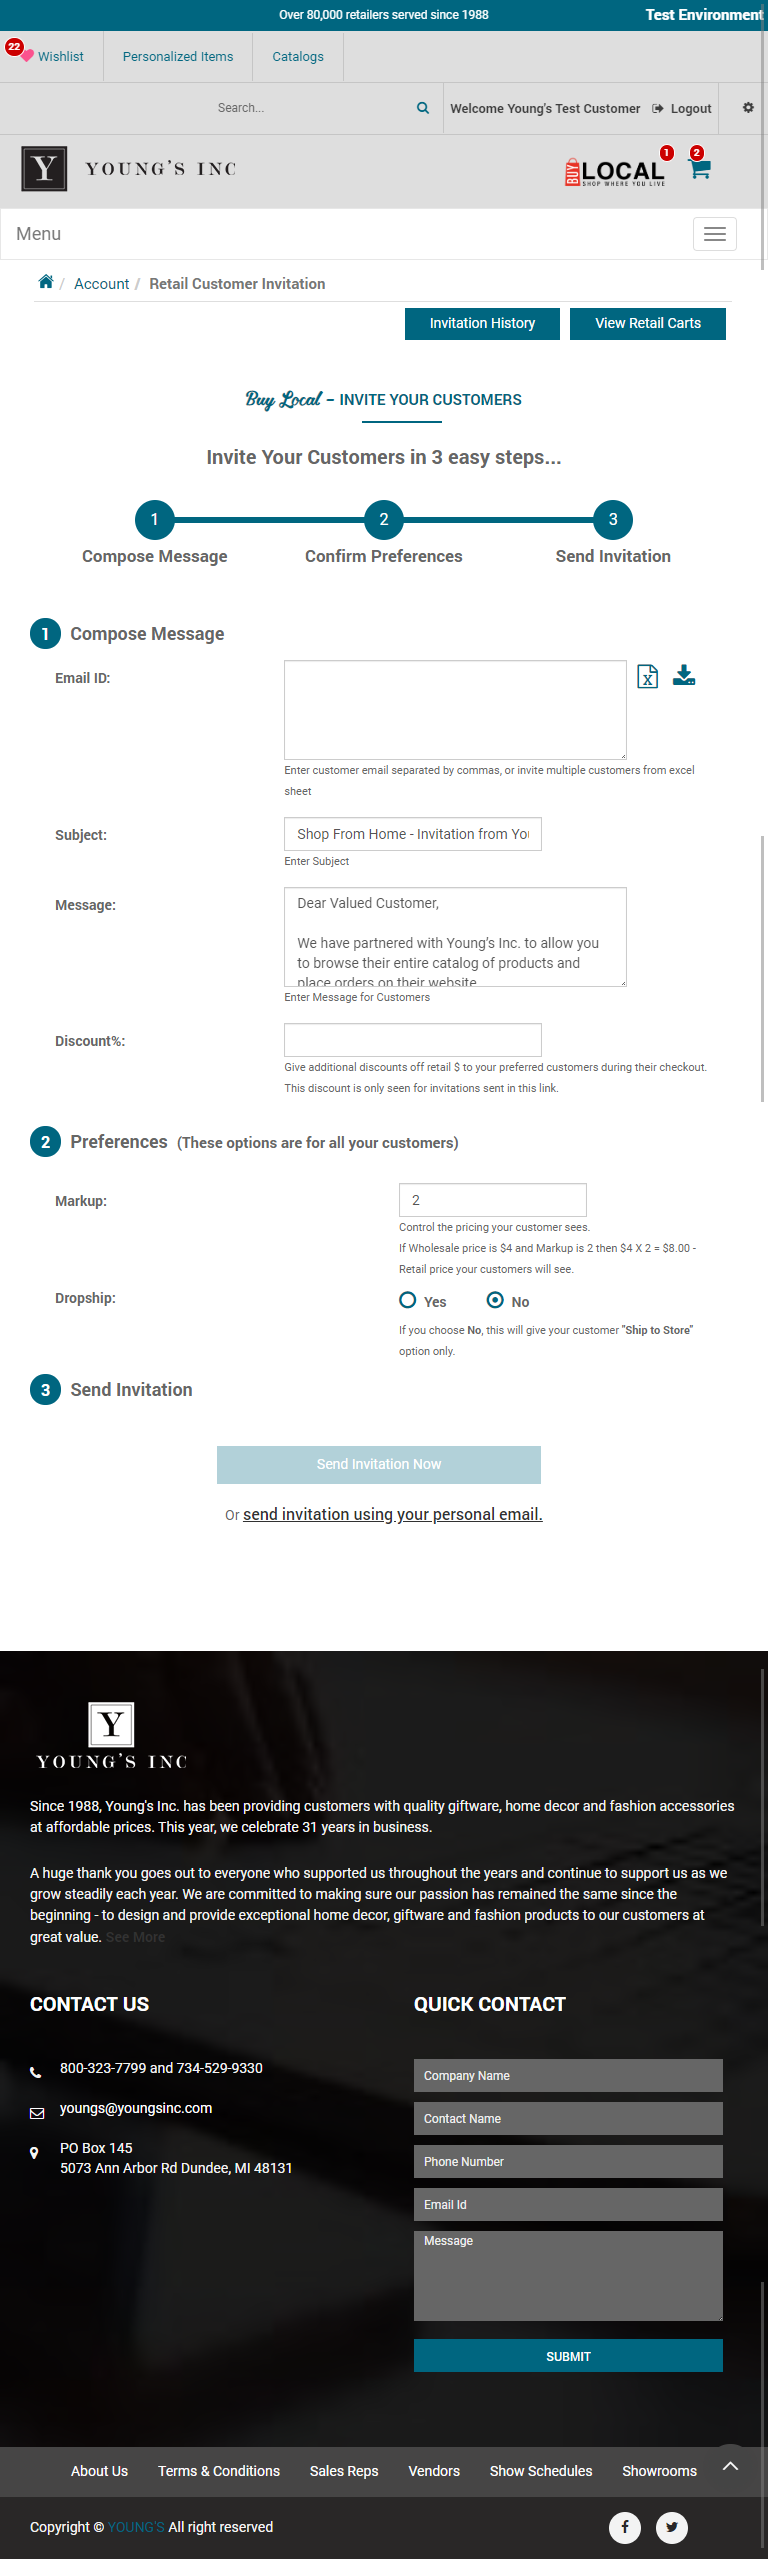 Over 80,000 retailers served since 1988
Test Environment
22
Wishlist
Personalized Items
Catalogs
Search...
Welcome Young's Test Customer
Logout
Y YOUNG'S INC
BUY LOCAL
SHOP WHERE YOU LIVE
1
2
Menu
/ Account / Retail Customer Invitation
Invitation History
View Retail Carts
Buy Local - INVITE YOUR CUSTOMERS
Invite Your Customers in 3 easy steps...
1
2
3
Compose Message
Confirm Preferences
Send Invitation
1 Compose Message
Email ID:
X
Enter customer email separated by commas, or invite multiple customers from excel
sheet
Subject:
Shop From Home - Invitation from You
Enter Subject
Message:
Dear Valued Customer,
We have partnered with Young's Inc. to allow you
to browse their entire catalog of products and
place orders on their website
Enter Message for Customers
Discount%:
Give additional discounts off retail $ to your preferred customers during their checkout.
This discount is only seen for invitations sent in this link.
2 Preferences (These options are for all your customers)
Markup:
2
Control the pricing your customer sees.
If Wholesale price is $4 and Markup is 2 then $4 X 2 = $8.00 -
Retail price your customers will see.
Dropship:
Yes
No
If you choose No, this will give your customer "Ship to Store"
option only.
3 Send Invitation
Send Invitation Now
Or send invitation using your personal email.
Y
YOUNG'S INC
Since 1988, Young's Inc. has been providing customers with quality giftware, home decor and fashion accessories
at affordable prices. This year, we celebrate 31 years in business.
A huge thank you goes out to everyone who supported us throughout the years and continue to support us as we
grow steadily each year. We are committed to making sure our passion has remained the same since the
beginning - to design and provide exceptional home decor, giftware and fashion products to our customers at
great value. See More
CONTACT US
800-323-7799 and 734-529-9330
youngs@youngsinc.com
PO Box 145
5073 Ann Arbor Rd Dundee, MI 48131
QUICK CONTACT
Company Name
Contact Name
Phone Number
Email Id
Message
SUBMIT
About Us
Terms & Conditions
Sales Reps
Vendors
Show Schedules
Showrooms
Copyright © YOUNG'S All right reserved